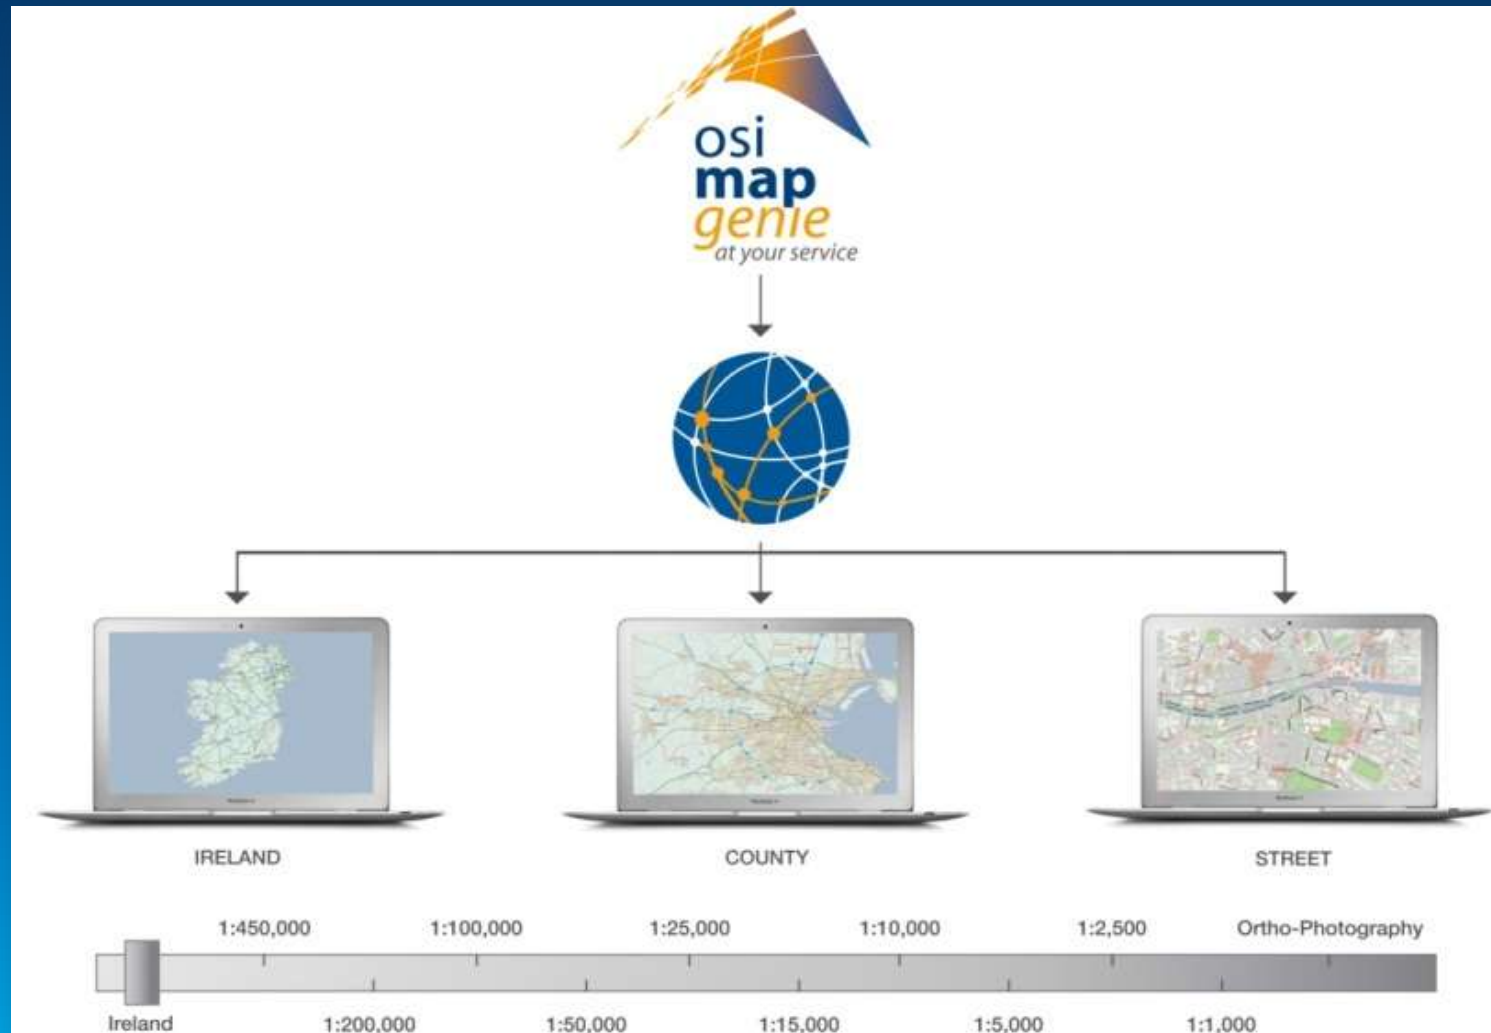 osi
map
genie
at your service
IRELAND
COUNTY
STREET
1:450,000
1:100,000
1:25,000
1:10,000
1:2,500
Ortho-Photography
Ireland
1:200,000
1:50,000
1:15,000
1:5,000
1:1,000